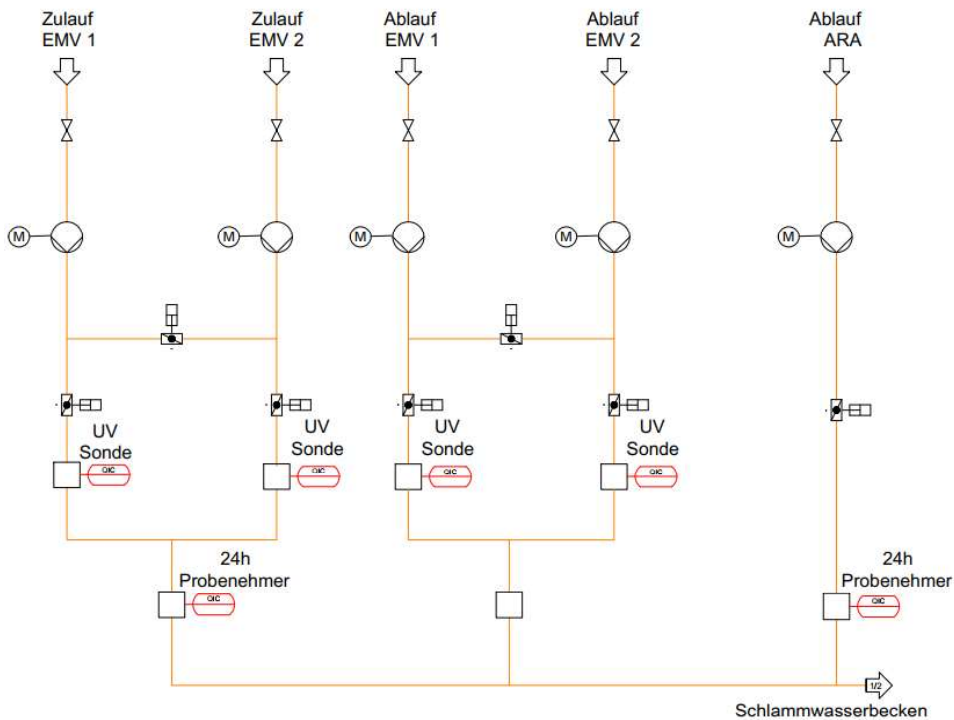 Zulauf
EMV 1
Zulauf
EMV 2
Ablauf
EMV 1
Ablauf
EMV 2
Ablauf
ARA
M
M
M
M
M
UV
Sonde
QIC
UV
Sonde
QIC
UV
Sonde
QIC
UV
Sonde
QIC
24h
Probenehmer
QIC
24h
Probenehmer
QIC
1/2
Schlammwasserbecken